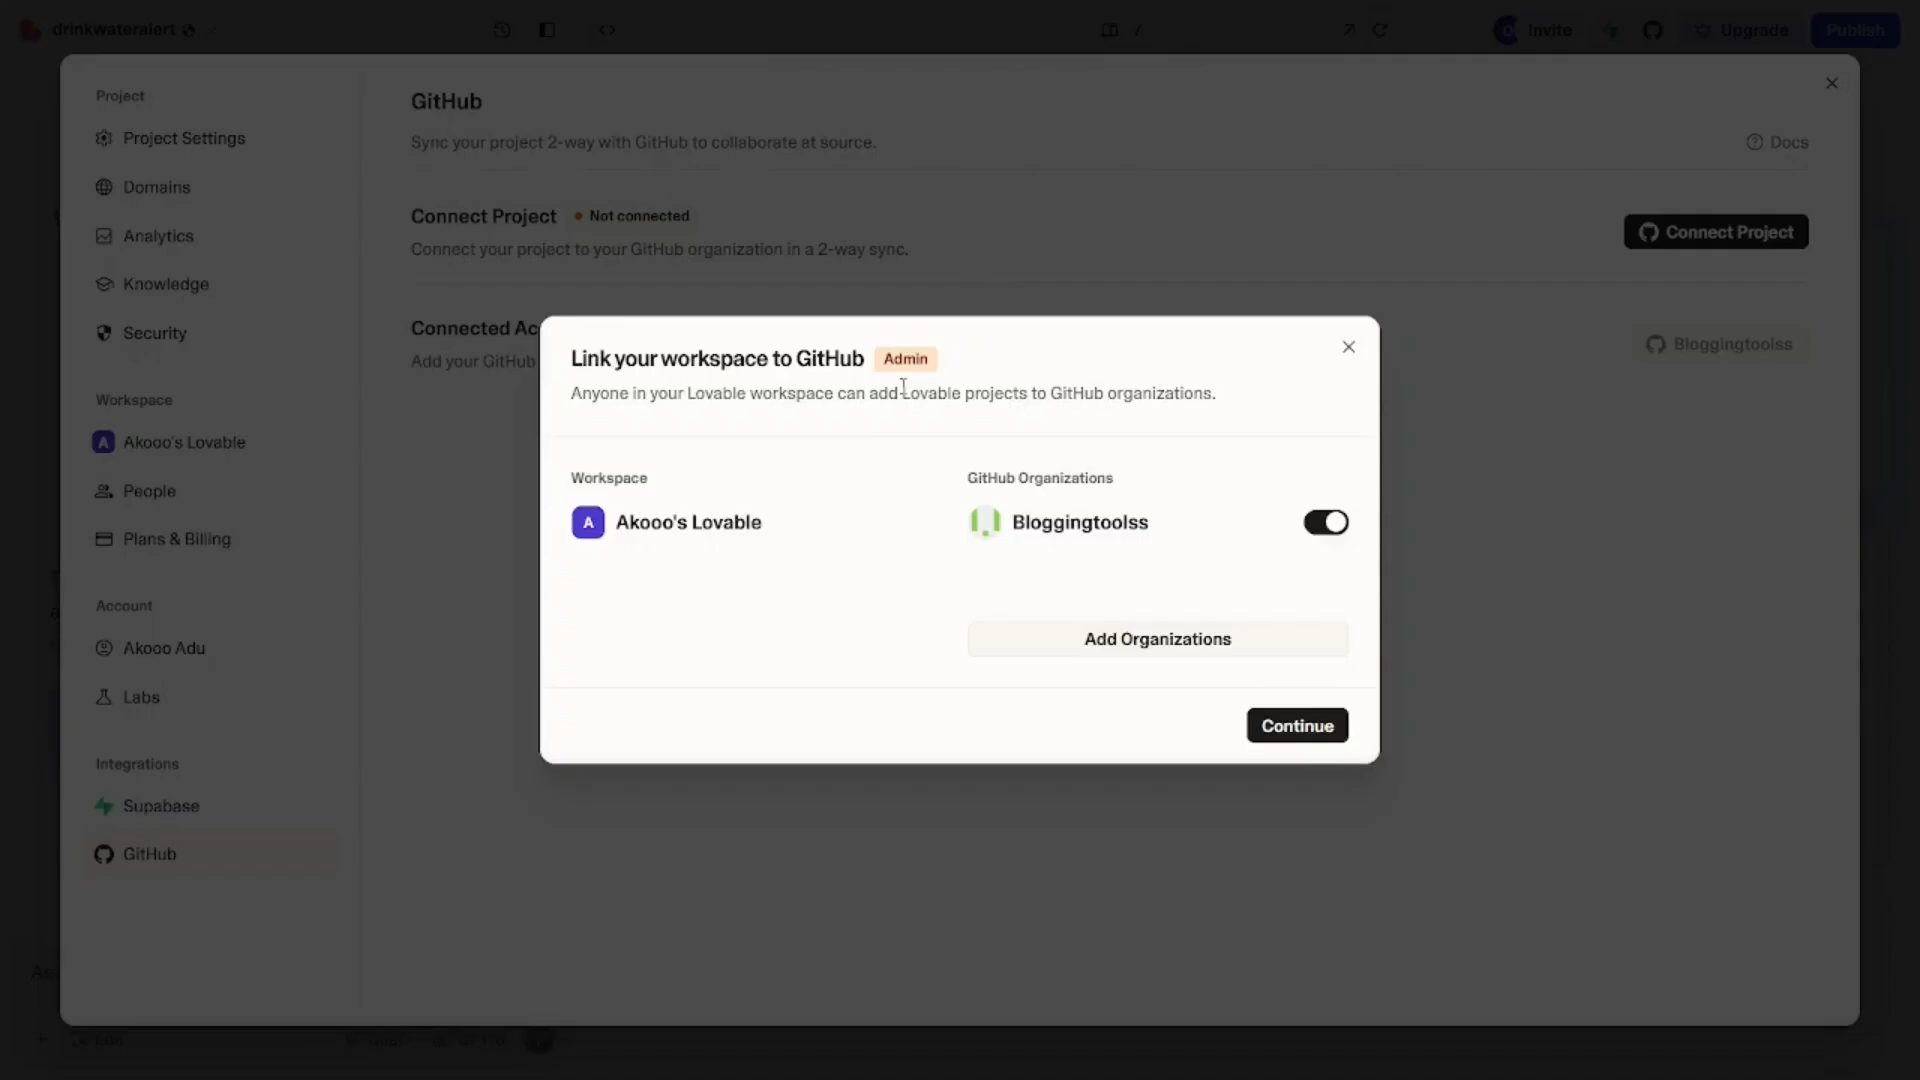 drinkwateralert
/
Invite
Upgrade
Publish
Project
Project Settings
Domains
Analytics
Knowledge
Security
Workspace
A Akooo's Lovable
People
Plans & Billing
Account
Akooo Adu
Labs
Integrations
Supabase
GitHub
GitHub
Sync your project 2-way with GitHub to collaborate at source.
Docs
Connect Project
Not connected
Connect your project to your GitHub organization in a 2-way sync.
Connect Project
Connected Ac
Add your GitHub
Bloggingtoolss
Link your workspace to GitHub
Admin
Anyone in your Lovable workspace can add Lovable projects to GitHub organizations.
Workspace
A Akooo's Lovable
GitHub Organizations
Bloggingtoolss
Add Organizations
Continue